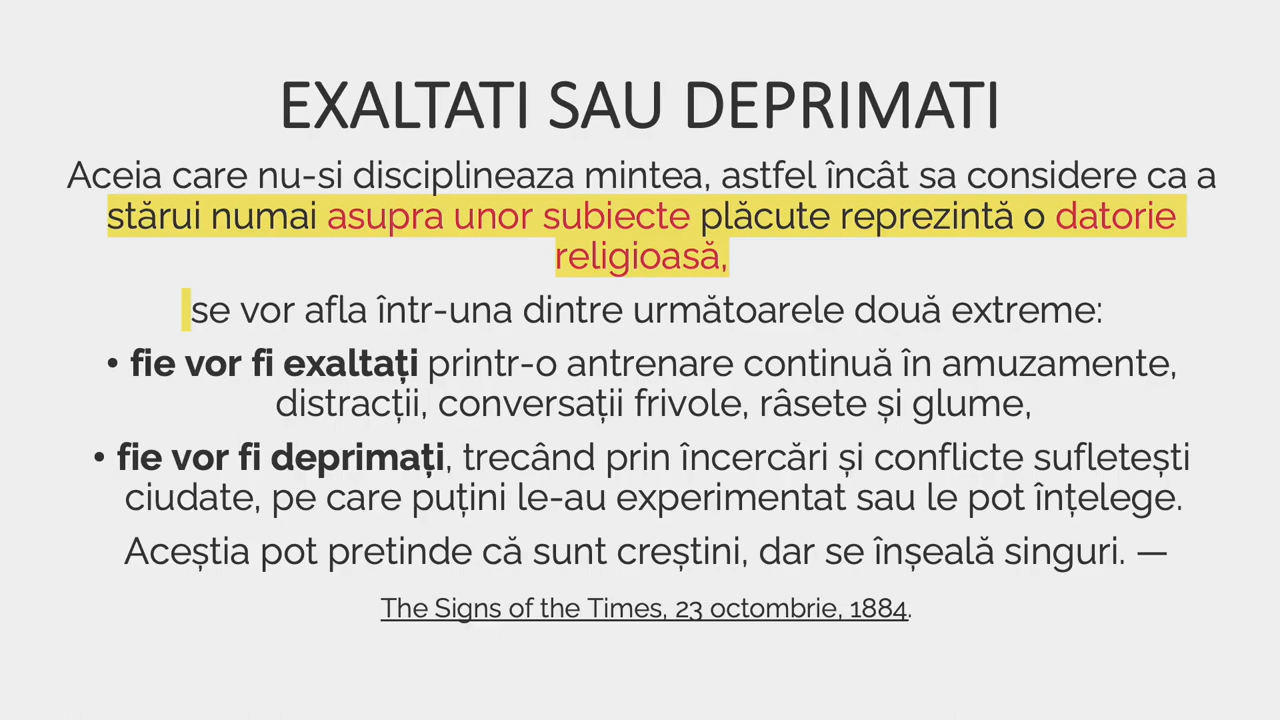 EXALTATI SAU DEPRIMATI
Aceia care nu-si disciplineaza mintea, astfel încât sa considere ca a
stărui numai asupra unor subiecte plăcute reprezintă o datorie
religioasă,
se vor afla într-una dintre următoarele două extreme:
• fie vor fi exaltați printr-o antrenare continuă în amuzamente,
distracții, conversații frivole, râsete și glume,
• fie vor fi deprimați, trecând prin încercări și conflicte sufletești
ciudate, pe care puțini le-au experimentat sau le pot înțelege.
Aceștia pot pretinde că sunt creștini, dar se înșeală singuri. —
The Signs of the Times, 23 octombrie, 1884.